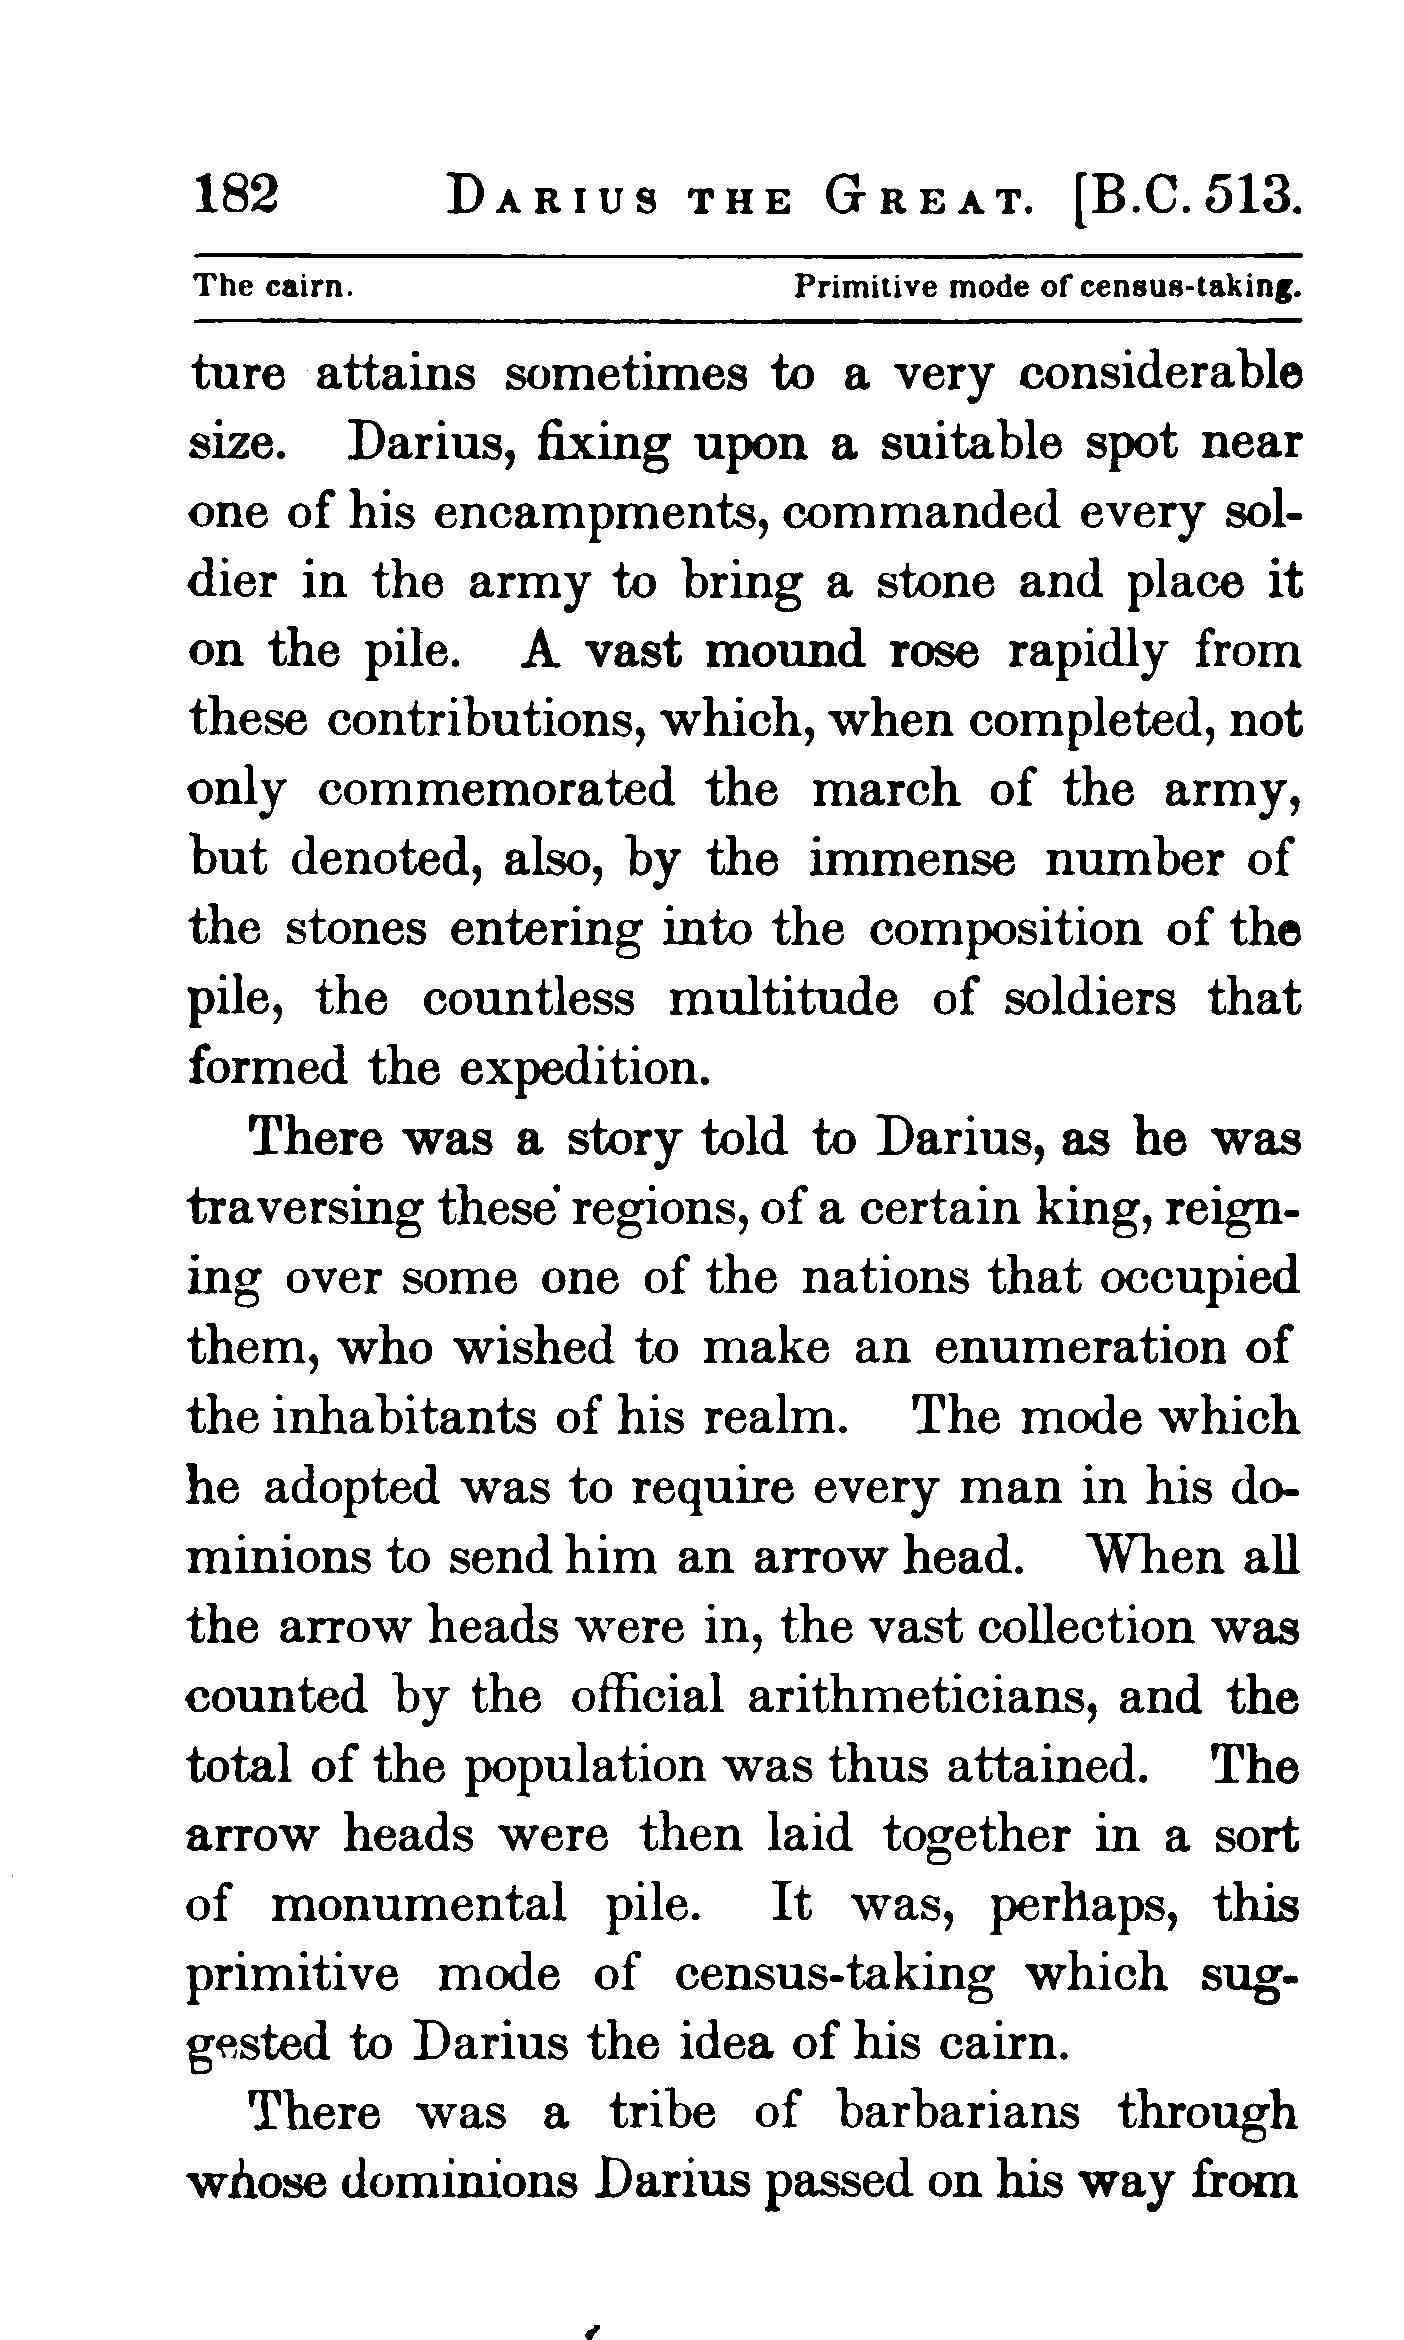 182 DARIUS THE GREAT. [B.C. 513.
The cairn. Primitive mode of census-taking.
ture attains sometimes to a very considerable
size. Darius, fixing upon a suitable spot near
one of his encampments, commanded every sol-
dier in the army to bring a stone and place it
on the pile. A vast mound rose rapidly from
these contributions, which, when completed, not
only commemorated the march of the army,
but denoted, also, by the immense number of
the stones entering into the composition of the
pile, the countless multitude of soldiers that
formed the expedition.
There was a story told to Darius, as he was
traversing these regions, of a certain king, reign-
ing over some one of the nations that occupied
them, who wished to make an enumeration of
the inhabitants of his realm. The mode which
he adopted was to require every man in his do-
minions to send him an arrow head. When all
the arrow heads were in, the vast collection was
counted by the official arithmeticians, and the
total of the population was thus attained. The
arrow heads were then laid together in a sort
of monumental pile. It was, perhaps, this
primitive mode of census-taking which sug-
gested to Darius the idea of his cairn.
There was a tribe of barbarians through
whose dominions Darius passed on his way from